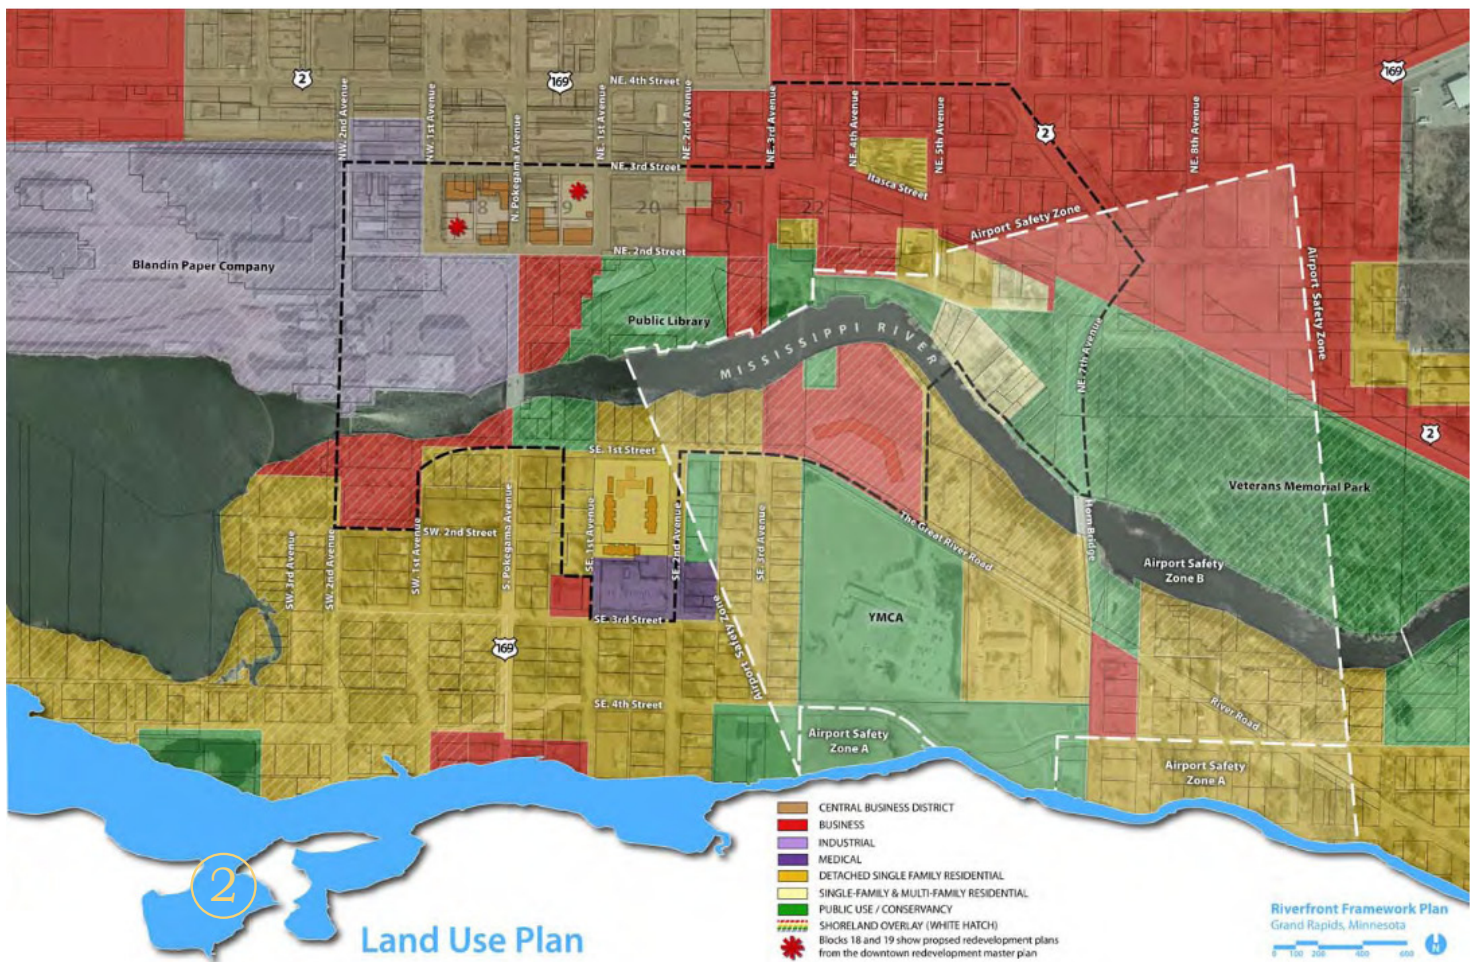 2
169
169
NE. 4th Street
NW. 2nd Avenue
NW. 1st Avenue
N. Pokegama Avenue
NE. 1st Avenue
NE. 2nd Avenue
NE. 3rd Avenue
NE. 4th Avenue
NE. 5th Avenue
2
NE. 8th Avenue
NE. 3rd Street
Itasca Street
18
19
20
21
22
Airport Safety Zone
NE. 2nd Street
Blandin Paper Company
Airport Safety Zone
Public Library
MISSISSIPPI RIVER
NE. 7th Avenue
2
SE. 1st Street
Veterans Memorial Park
SW. 2nd Street
S. Pokegama Avenue
SW. 3rd Avenue
SW. 2nd Avenue
SW. 1st Avenue
SE. 1st Avenue
SE. 2nd Avenue
SE. 3rd Avenue
The Great River Road
Horn Bridge
Airport Safety
Zone B
YMCA
SE. 3rd Street
169
Airport Safety Zone
SE. 4th Street
River Road
Airport Safety
Zone A
Airport Safety
Zone A
CENTRAL BUSINESS DISTRICT
BUSINESS
INDUSTRIAL
MEDICAL
DETACHED SINGLE FAMILY RESIDENTIAL
SINGLE-FAMILY & MULTI-FAMILY RESIDENTIAL
PUBLIC USE / CONSERVANCY
SHORELAND OVERLAY (WHITE HATCH)
Blocks 18 and 19 show propsed redevelopment plans
from the downtown redevelopment master plan
2
Land Use Plan
Riverfront Framework Plan
Grand Rapids, Minnesota
0 100 200 400 600
N